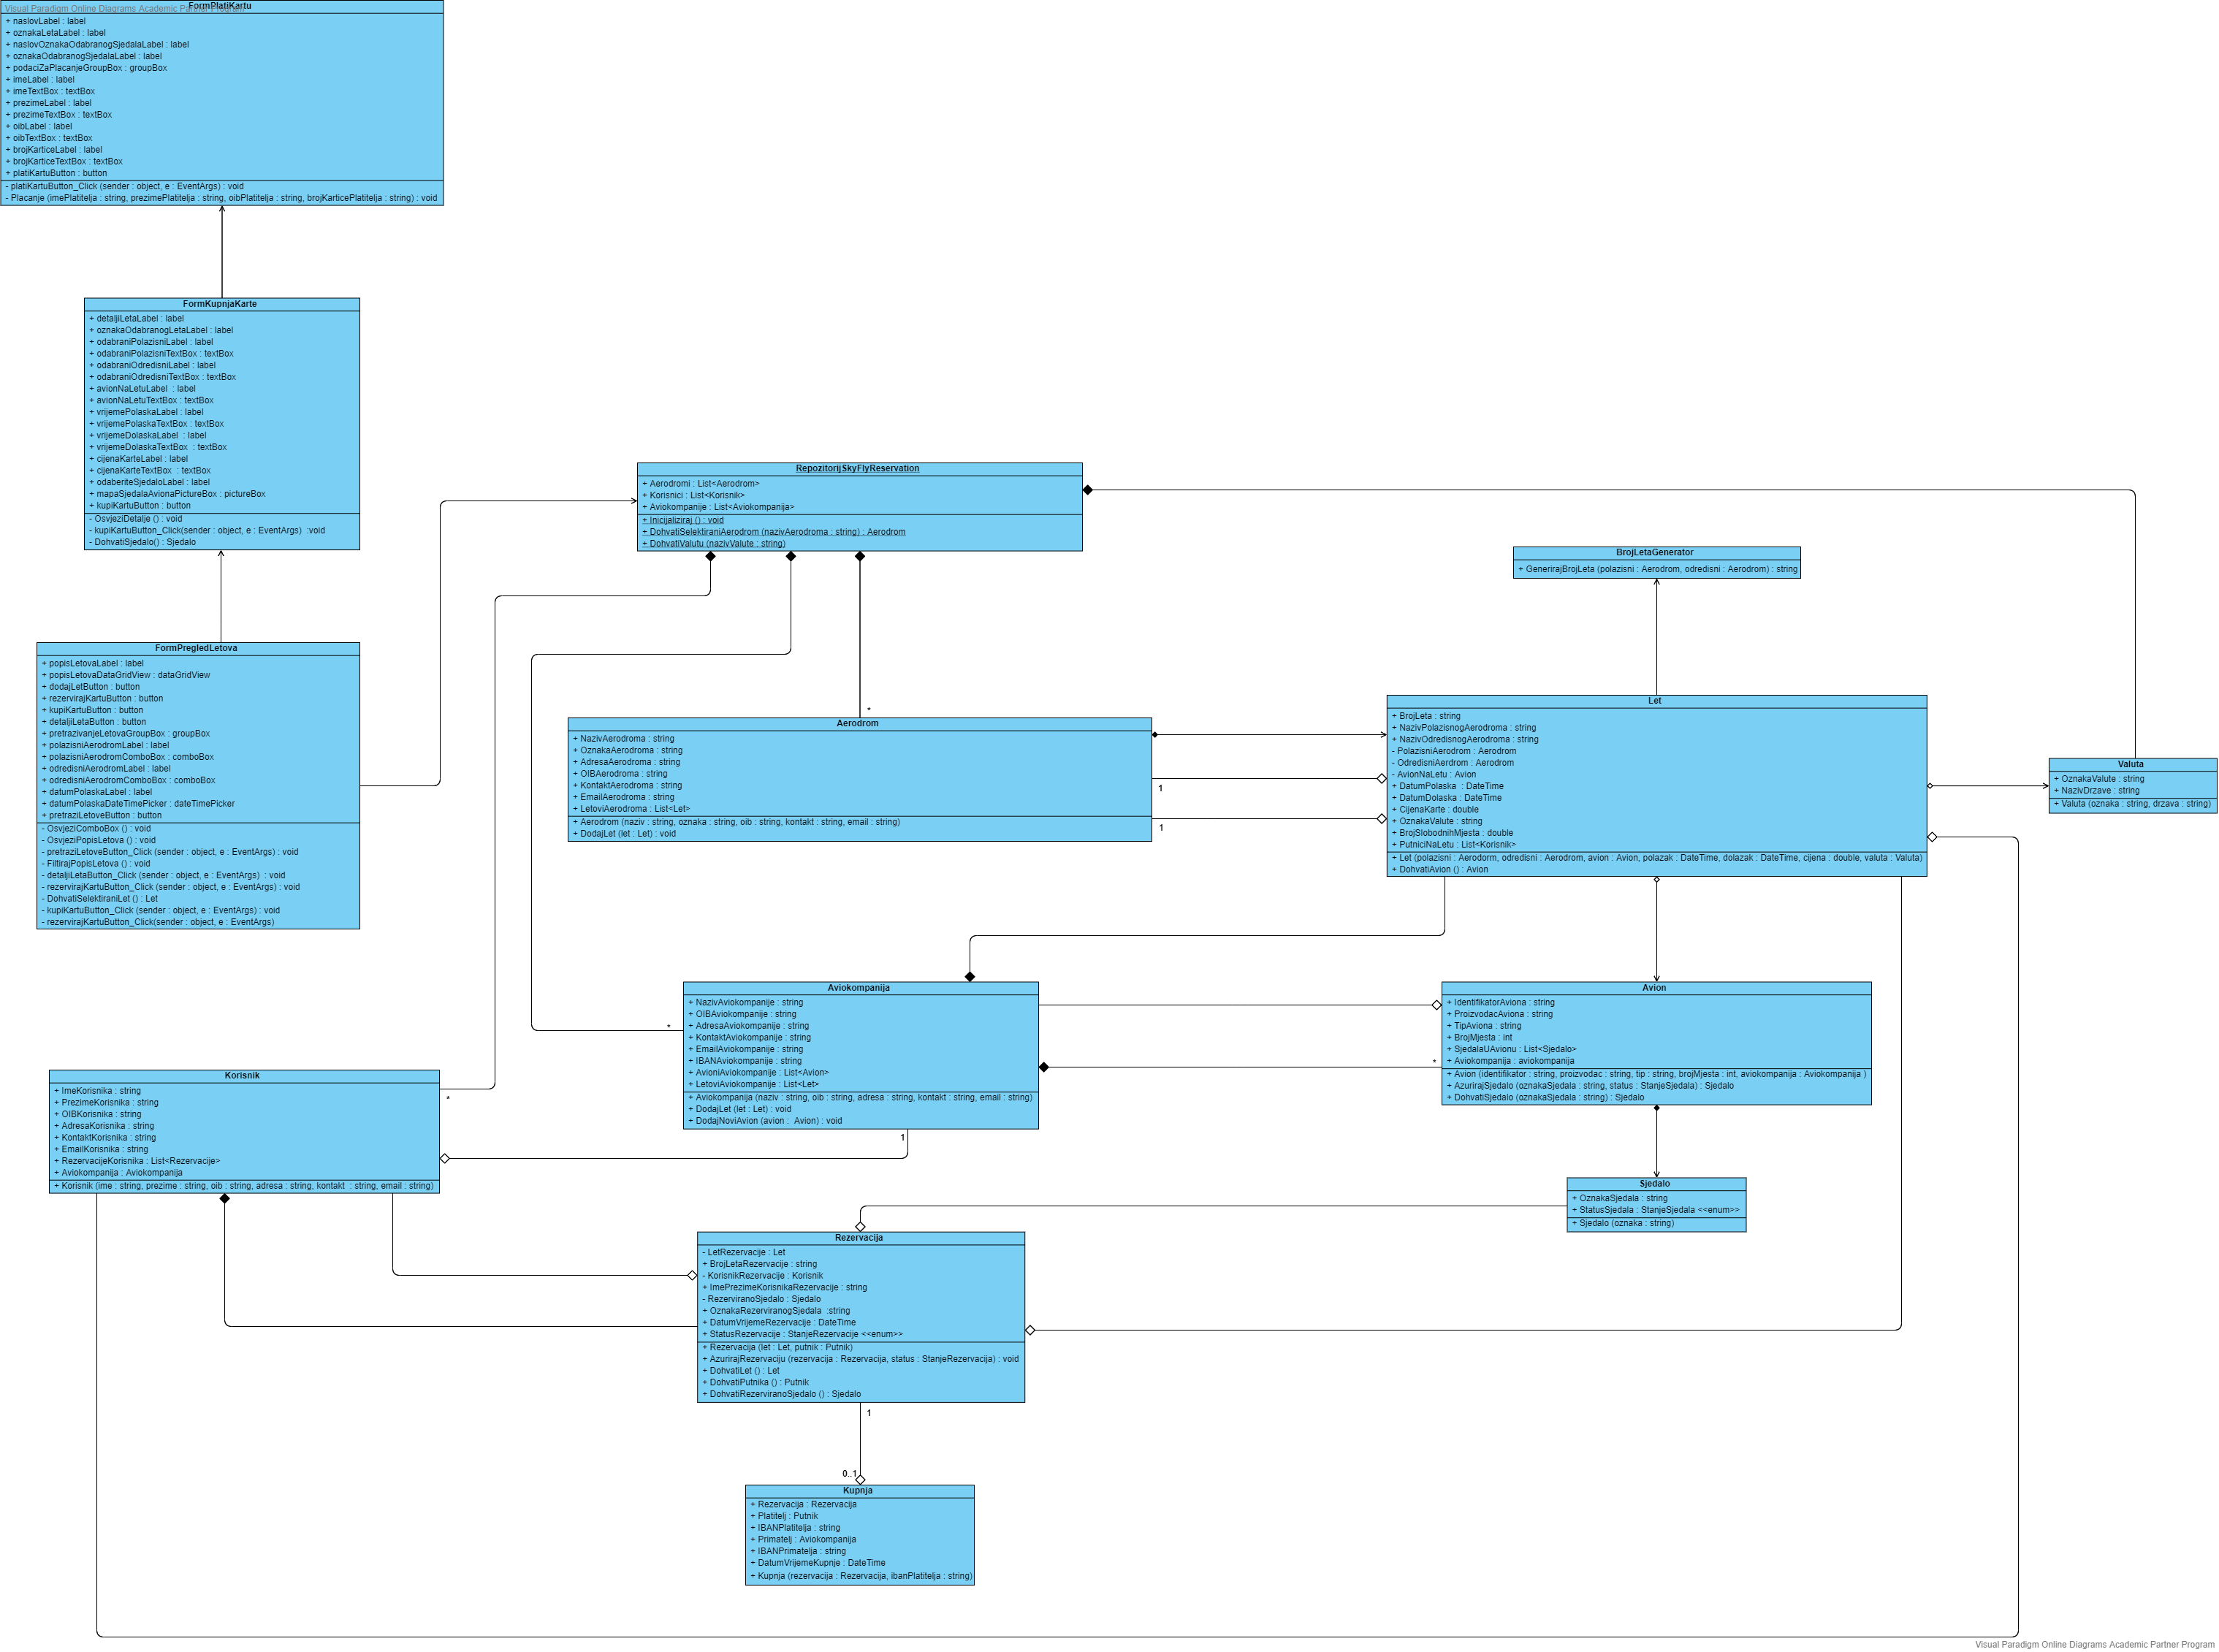 Visual Paradigm Online Diagrams Academic Partner Program
FormPlatiKartu
+ naslovLabel : label
+ oznakaLetaLabel : label
+ naslovOznakaOdabranogSjedalaLabel : label
+ oznakaOdabranogSjedalaLabel : label
+ podaciZaPlacanjeGroupBox : groupBox
+ imeLabel : label
+ imeTextBox : textBox
+ prezimeLabel : label
+ prezimeTextBox : textBox
+ oibLabel : label
+ oibTextBox : textBox
+ brojKarticeLabel : label
+ brojKarticeTextBox : textBox
+ platiKartuButton : button
- platiKartuButton_Click (sender : object, e : EventArgs) : void
- Placanje (imePlatitelja : string, prezimePlatitelja : string, oibPlatitelja : string, brojKarticePlatitelja : string) : void
FormKupnjaKarte
+ detaljiLetaLabel : label
+ oznakaOdabranogLetaLabel : label
+ odabraniPolazisniLabel : label
+ odabraniPolazisniTextBox : textBox
+ odabraniOdredisniLabel : label
+ odabraniOdredisniTextBox : textBox
+ avionNaLetuLabel  : label
+ avionNaLetuTextBox : textBox
+ vrijemePolaskaLabel : label
+ vrijemePolaskaTextBox : textBox
+ vrijemeDolaskaLabel  : label
+ vrijemeDolaskaTextBox  : textBox
+ cijenaKarteLabel : label
+ cijenaKarteTextBox  : textBox
+ odaberiteSjedaloLabel : label
+ mapaSjedalaAvionaPictureBox : pictureBox
+ kupiKartuButton : button
- OsvjeziDetalje () : void
- kupiKartuButton_Click(sender : object, e : EventArgs)  :void
- DohvatiSjedalo() : Sjedalo
RepozitorijSkyFlyReservation
+ Aerodromi : List<Aerodrom>
+ Korisnici : List<Korisnik>
+ Aviokompanije : List<Aviokompanija>
+ Inicijaliziraj () : void
+ DohvatiSelektiraniAerodrom (nazivAerodroma : string) : Aerodrom
+ DohvatiValutu (nazivValute : string)
BrojLetaGenerator
+ GenerirajBrojLeta (polazisni : Aerodrom, odredisni : Aerodrom) : string
FormPregledLetova
+ popisLetovaLabel : label
+ popisLetovaDataGridView : dataGridView
+ dodajLetButton : button
+ rezervirajKartuButton : button
+ kupiKartuButton : button
+ detaljiLetaButton : button
+ pretrazivanjeLetovaGroupBox : groupBox
+ polazisniAerodromLabel : label
+ polazisniAerodromComboBox : comboBox
+ odredisniAerodromLabel : label
+ odredisniAerodromComboBox : comboBox
+ datumPolaskaLabel : label
+ datumPolaskaDateTimePicker : dateTimePicker
+ pretraziLetoveButton : button
- OsvjeziComboBox () : void
- OsvjeziPopisLetova () : void
- pretraziLetoveButton_Click (sender : object, e : EventArgs) : void
- FiltirajPopisLetova () : void
- detaljiLetaButton_Click (sender : object, e : EventArgs)  : void
- rezervirajKartuButton_Click (sender : object, e : EventArgs) : void
- DohvatiSelektiraniLet () : Let
- kupiKartuButton_Click (sender : object, e : EventArgs) : void
- rezervirajKartuButton_Click(sender : object, e : EventArgs)
*
Aerodrom
+ NazivAerodroma : string
+ OznakaAerodroma : string
+ AdresaAerodroma : string
+ OIBAerodroma : string
+ KontaktAerodroma : string
+ EmailAerodroma : string
+ LetoviAerodroma : List<Let>
+ Aerodrom (naziv : string, oznaka : string, oib : string, kontakt : string, email : string)
+ DodajLet (let : Let) : void
1
1
Let
+ BrojLeta : string
+ NazivPolazisnogAerodroma : string
+ NazivOdredisnogAerodroma : string
- PolazisniAerodrom : Aerodrom
- OdredisniAerdrom : Aerodrom
- AvionNaLetu : Avion
+ DatumPolaska  : DateTime
+ DatumDolaska : DateTime
+ CijenaKarte : double
+ OznakaValute : string
+ BrojSlobodnihMjesta : double
+ PutniciNaLetu : List<Korisnik>
+ Let (polazisni : Aerodorm, odredisni : Aerodrom, avion : Avion, polazak : DateTime, dolazak : DateTime, cijena : double, valuta : Valuta)
+ DohvatiAvion () : Avion
Valuta
+ OznakaValute : string
+ NazivDrzave : string
+ Valuta (oznaka : string, drzava : string)
*
Aviokompanija
+ NazivAviokompanije : string
+ OIBAviokompanije : string
+ AdresaAviokompanije : string
+ KontaktAviokompanije : string
+ EmailAviokompanije : string
+ IBANAviokompanije : string
+ AvioniAviokompanije : List<Avion>
+ LetoviAviokompanije : List<Let>
+ Aviokompanija (naziv : string, oib : string, adresa : string, kontakt : string, email : string)
+ DodajLet (let : Let) : void
+ DodajNoviAvion (avion :  Avion) : void
1
*
Avion
+ IdentifikatorAviona : string
+ ProizvodacAviona : string
+ TipAviona : string
+ BrojMjesta : int
+ SjedalaUAvionu : List<Sjedalo>
+ Aviokompanija : aviokompanija
+ Avion (identifikator : string, proizvodac : string, tip : string, brojMjesta : int, aviokompanija : Aviokompanija )
+ AzurirajSjedalo (oznakaSjedala : string, status : StanjeSjedala) : Sjedalo
+ DohvatiSjedalo (oznakaSjedala : string) : Sjedalo
Korisnik
+ ImeKorisnika : string
+ PrezimeKorisnika : string
+ OIBKorisnika : string
+ AdresaKorisnika : string
+ KontaktKorisnika : string
+ EmailKorisnika : string
+ RezervacijeKorisnika : List<Rezervacije>
+ Aviokompanija : Aviokompanija
+ Korisnik (ime : string, prezime : string, oib : string, adresa : string, kontakt  : string, email : string)
*
Sjedalo
+ OznakaSjedala : string
+ StatusSjedala : StanjeSjedala <<enum>>
+ Sjedalo (oznaka : string)
Rezervacija
- LetRezervacije : Let
+ BrojLetaRezervacije : string
- KorisnikRezervacije : Korisnik
+ ImePrezimeKorisnikaRezervacije : string
- RezerviranoSjedalo : Sjedalo
+ OznakaRezerviranogSjedala  :string
+ DatumVrijemeRezervacije : DateTime
+ StatusRezervacije : StanjeRezervacije <<enum>>
+ Rezervacija (let : Let, putnik : Putnik)
+ AzurirajRezervaciju (rezervacija : Rezervacija, status : StanjeRezervacija) : void
+ DohvatiLet () : Let
+ DohvatiPutnika () : Putnik
+ DohvatiRezerviranoSjedalo () : Sjedalo
1
0..1
Kupnja
+ Rezervacija : Rezervacija
+ Platitelj : Putnik
+ IBANPlatitelja : string
+ Primatelj : Aviokompanija
+ IBANPrimatelja : string
+ DatumVrijemeKupnje : DateTime
+ Kupnja (rezervacija : Rezervacija, ibanPlatitelja : string)
Visual Paradigm Online Diagrams Academic Partner Program